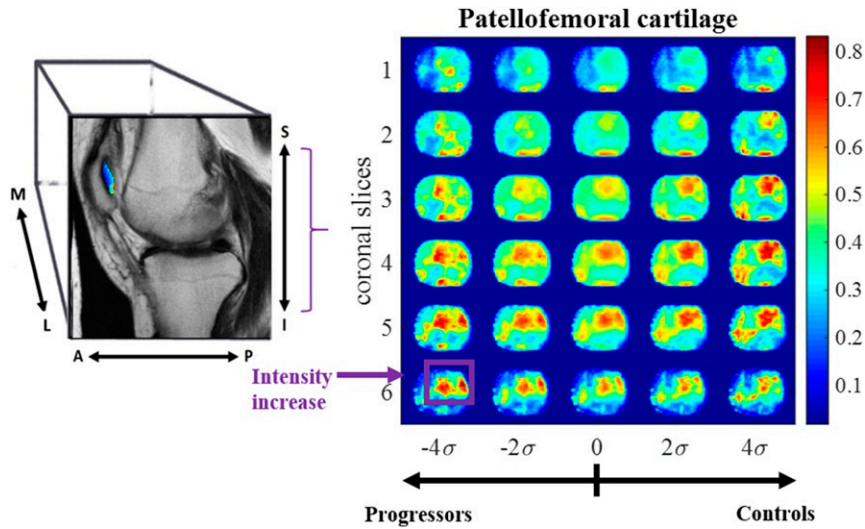 Patellofemoral cartilage
S
M
L
I
A
P
coronal slices
1
2
3
4
5
6
Intensity
increase
0.8
0.7
0.6
0.5
0.4
0.3
0.2
0.1
-4σ -2σ 0 2σ 4σ
Progressors Controls